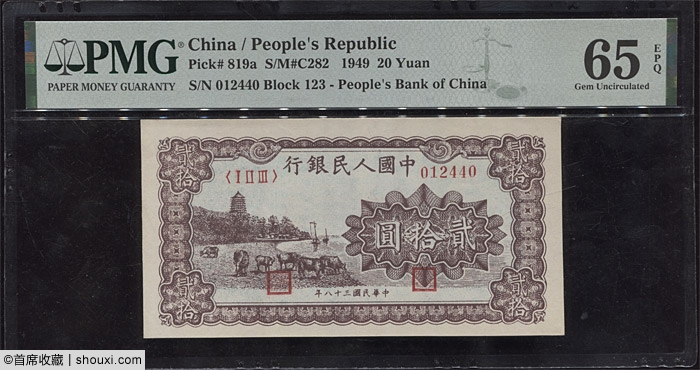 PMG®
PAPER MONEY GUARANTY
China / People's Republic
Pick# 819a S/M#C282 1949 20 Yuan
S/N 012440 Block 123 - People's Bank of China
65
EPQ
Gem Uncirculated
貳拾
貳拾
行銀民人國中
〈I II III〉
012440
圓拾貳
年八十三國民華中
貳拾
貳拾
©首席收藏 | shouxi.com